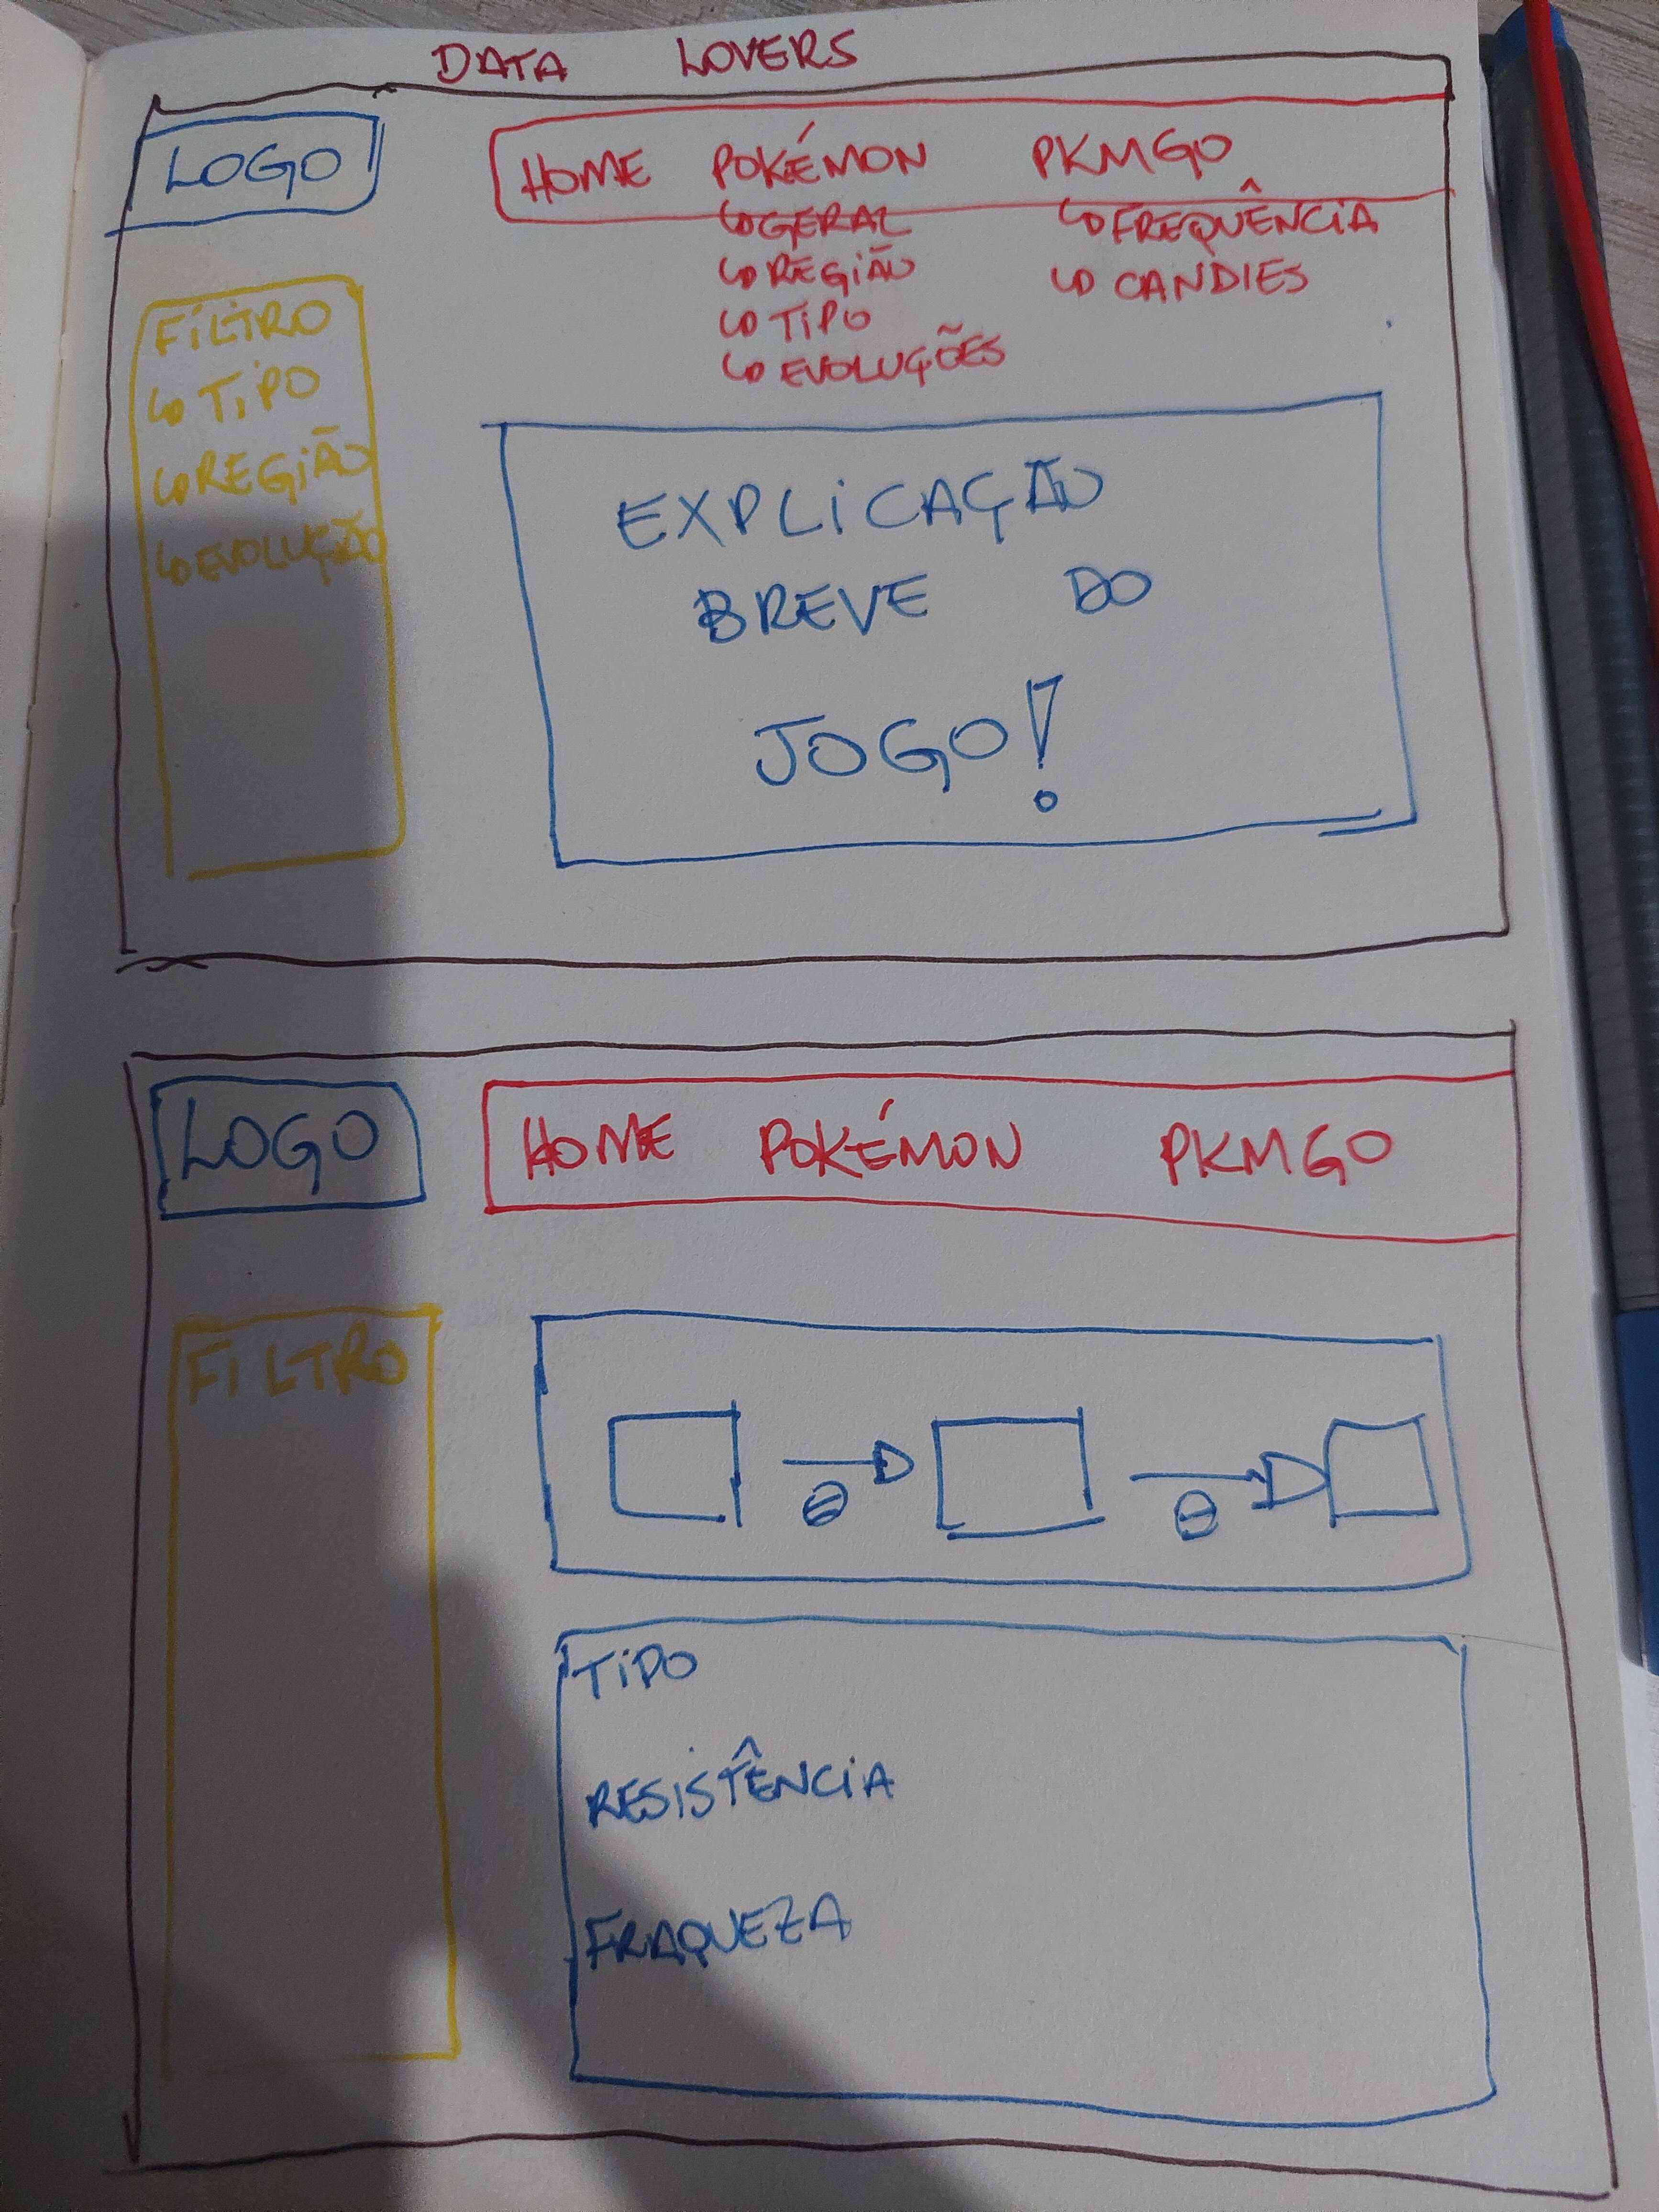 DATA LOVERS
LOGO
HOME POKÉMON PKMGO
GERAL
REGIÃO
TIPO
EVOLUÇÕES
FREQUÊNCIA
CANDIES
FILTRO
TIPO
REGIÃO
EVOLUÇÃO
EXPLICAÇÃO
BREVE DO
JOGO!
LOGO
HOME POKÉMON PKMGO
FILTRO
TIPO
RESISTÊNCIA
FRAQUEZA